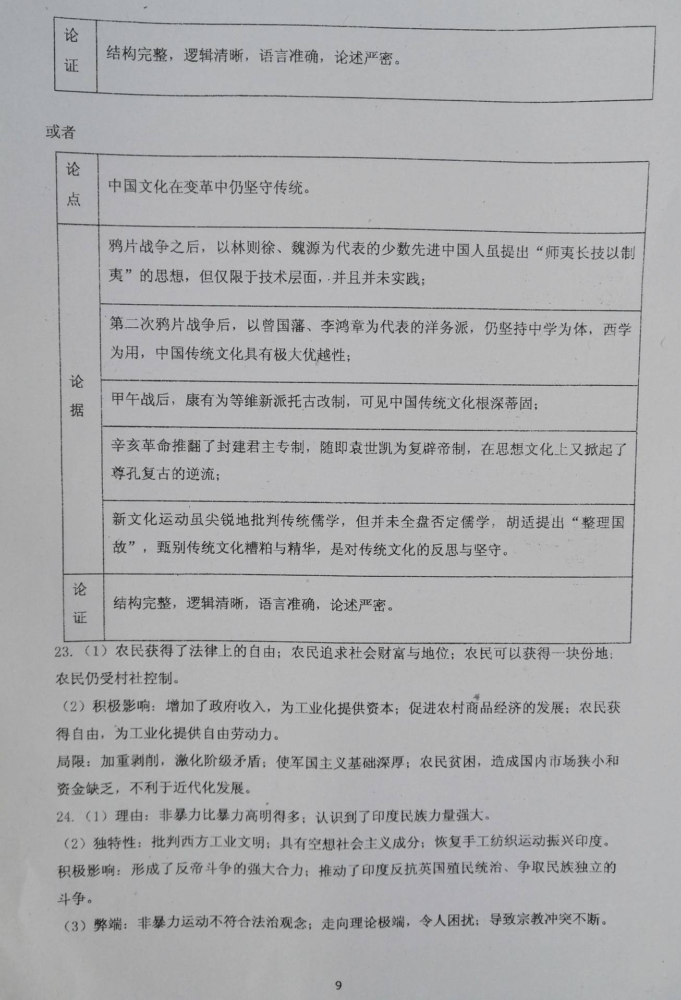 论
证
结构完整，逻辑清晰，语言准确，论述严密。
或者
论
点
中国文化在变革中仍坚守传统。
论
据
鸦片战争之后，以林则徐、魏源为代表的少数先进中国人虽提出“师夷长技以制
夷”的思想，但仅限于技术层面，并且并未实践；
第二次鸦片战争后，以曾国藩、李鸿章为代表的洋务派，仍坚持中学为体，西学
为用，中国传统文化具有极大优越性；
甲午战后，康有为等维新派托古改制，可见中国传统文化根深蒂固；
辛亥革命推翻了封建君主专制，随即袁世凯为复辟帝制，在思想文化上又掀起了
尊孔复古的逆流；
新文化运动虽尖锐地批判传统儒学，但并未全盘否定儒学，胡适提出“整理国
故”，甄别传统文化糟粕与精华，是对传统文化的反思与坚守。
论
证
结构完整，逻辑清晰，语言准确，论述严密。
23.（1）农民获得了法律上的自由；农民追求社会财富与地位；农民可以获得一块份地；
农民仍受村社控制。
（2）积极影响：增加了政府收入，为工业化提供资本；促进农村商品经济的发展；农民获
得自由，为工业化提供自由劳动力。
局限：加重剥削，激化阶级矛盾；使军国主义基础深厚；农民贫困，造成国内市场狭小和
资金缺乏，不利于近代化发展。
24.（1）理由：非暴力比暴力高明得多；认识到了印度民族力量强大。
（2）独特性：批判西方工业文明；具有空想社会主义成分；恢复手工纺织运动振兴印度。
积极影响：形成了反帝斗争的强大合力；推动了印度反抗英国殖民统治、争取民族独立的
斗争。
（3）弊端：非暴力运动不符合法治观念；走向理论极端，令人困扰；导致宗教冲突不断。
9